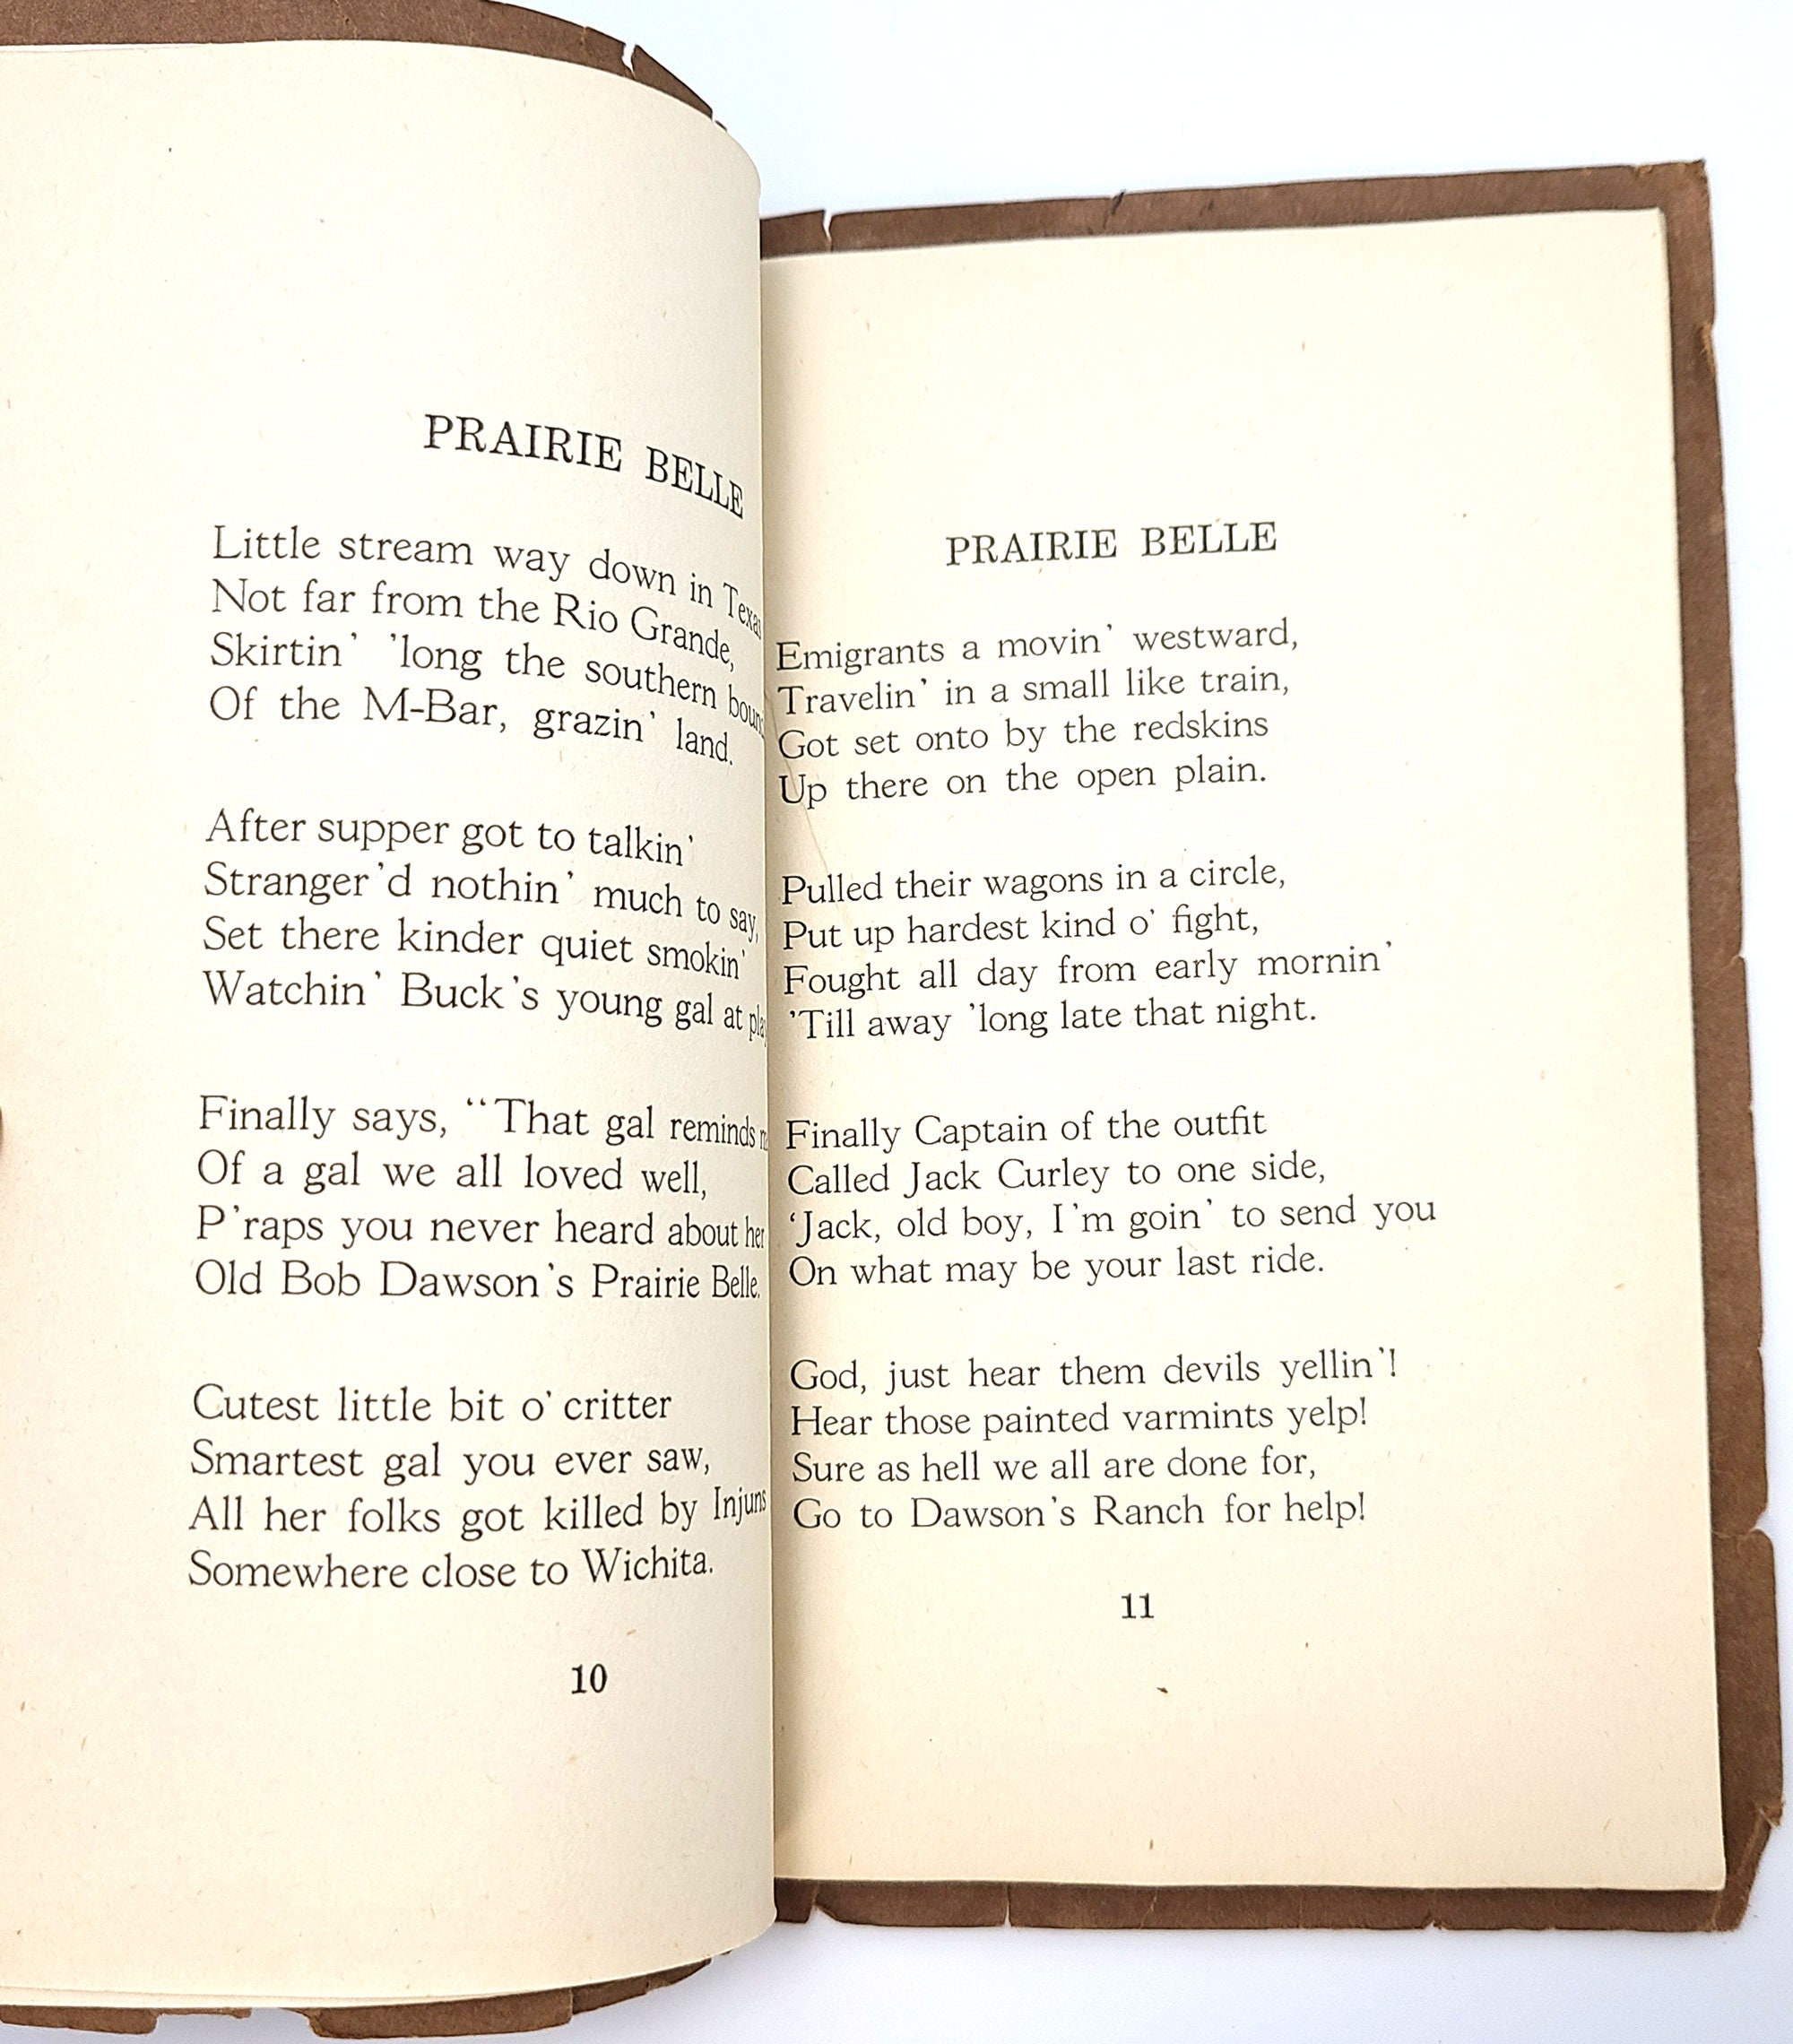 PRAIRIE BELLE
Little stream way down in Texas
Not far from the Rio Grande,
Skirtin' 'long the southern
Of the M-Bar, grazin' land.
After supper got to talkin'
Stranger'd nothin' much to say,
Set there kinder quiet smokin'
Watchin' Buck's young gal at play
Finally says, "That gal reminds
Of a gal we all loved well,
P'raps you never heard about her
Old Bob Dawson's Prairie Belle.
Cutest little bit o' critter
Smartest gal you ever saw,
All her folks got killed by Injuns
Somewhere close to Wichita.
10
PRAIRIE BELLE
Emigrants a movin' westward,
Travelin' in a small like train,
Got set onto by the redskins
Up there on the open plain.
Pulled their wagons in a circle,
Put up hardest kind o' fight,
Fought all day from early mornin'
'Till away 'long late that night.
Finally Captain of the outfit
Called Jack Curley to one side,
'Jack, old boy, I'm goin' to send you
On what may be your last ride.
God, just hear them devils yellin'!
Hear those painted varmints yelp!
Sure as hell we all are done for,
Go to Dawson's Ranch for help!
11